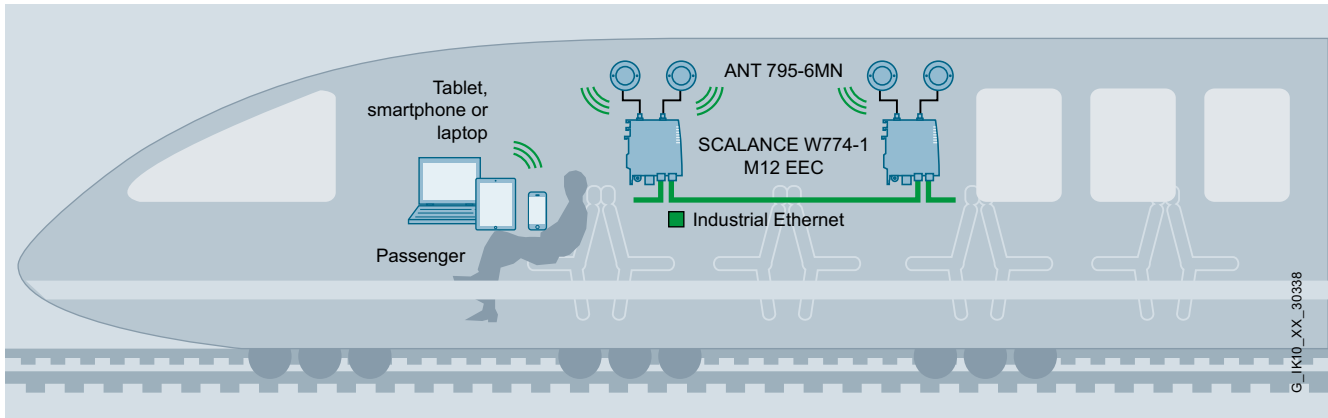 Tablet,
smartphone or
laptop
ANT 795-6MN
SCALANCE W774-1
M12 EEC
Industrial Ethernet
Passenger
G_IK10_XX_30338